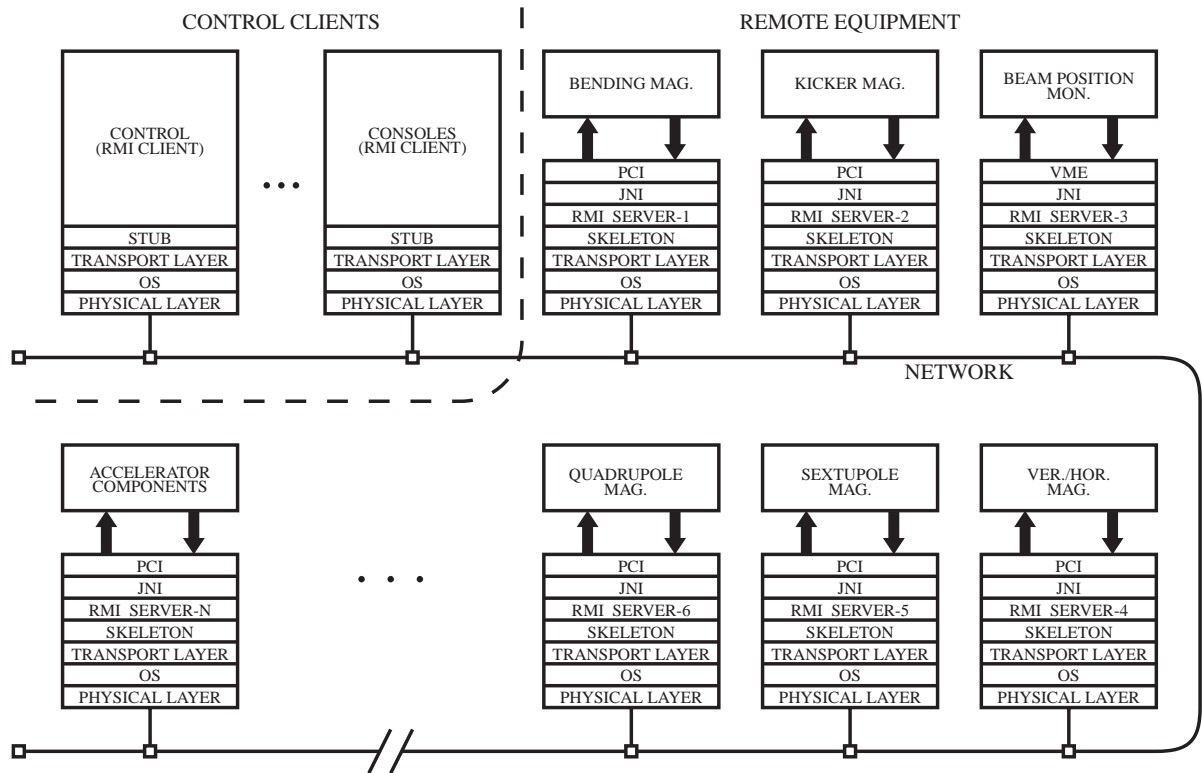 CONTROL CLIENTS
REMOTE EQUIPMENT
CONTROL
(RMI CLIENT)
STUB
TRANSPORT LAYER
OS
PHYSICAL LAYER
CONSOLES
(RMI CLIENT)
STUB
TRANSPORT LAYER
OS
PHYSICAL LAYER
BENDING MAG.
PCI
JNI
RMI SERVER-1
SKELETON
TRANSPORT LAYER
OS
PHYSICAL LAYER
KICKER MAG.
PCI
JNI
RMI SERVER-2
SKELETON
TRANSPORT LAYER
OS
PHYSICAL LAYER
BEAM POSITION
MON.
VME
JNI
RMI SERVER-3
SKELETON
TRANSPORT LAYER
OS
PHYSICAL LAYER
NETWORK
ACCELERATOR
COMPONENTS
PCI
JNI
RMI SERVER-N
SKELETON
TRANSPORT LAYER
OS
PHYSICAL LAYER
QUADRUPOLE
MAG.
PCI
JNI
RMI SERVER-6
SKELETON
TRANSPORT LAYER
OS
PHYSICAL LAYER
SEXTUPOLE
MAG.
PCI
JNI
RMI SERVER-5
SKELETON
TRANSPORT LAYER
OS
PHYSICAL LAYER
VER./HOR.
MAG.
PCI
JNI
RMI SERVER-4
SKELETON
TRANSPORT LAYER
OS
PHYSICAL LAYER